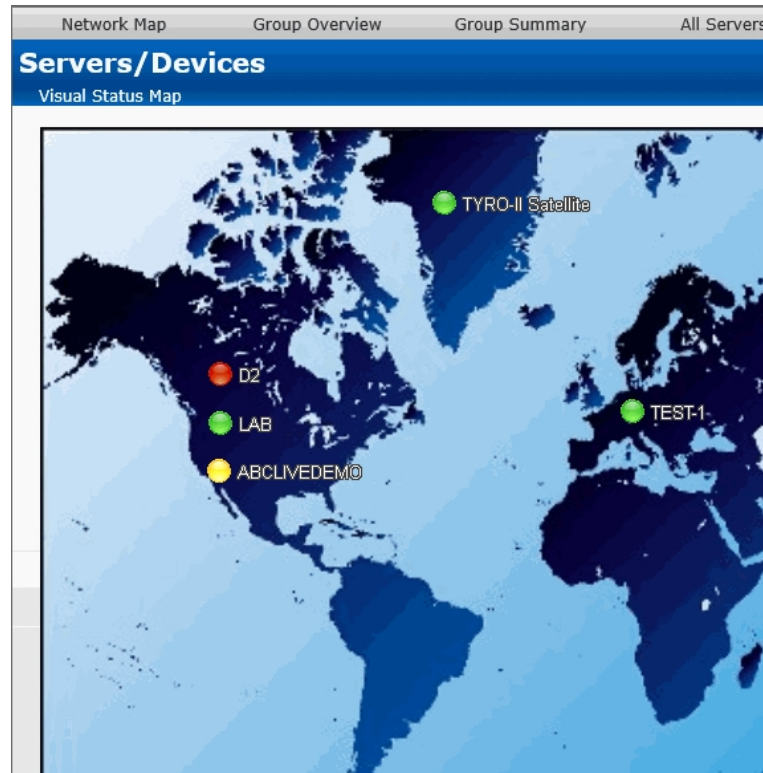 Network Map Group Overview Group Summary All Servers
Servers/Devices
Visual Status Map
TYRO-II Satellite
D2
TEST-1
LAB
ABCLIVEDEMO